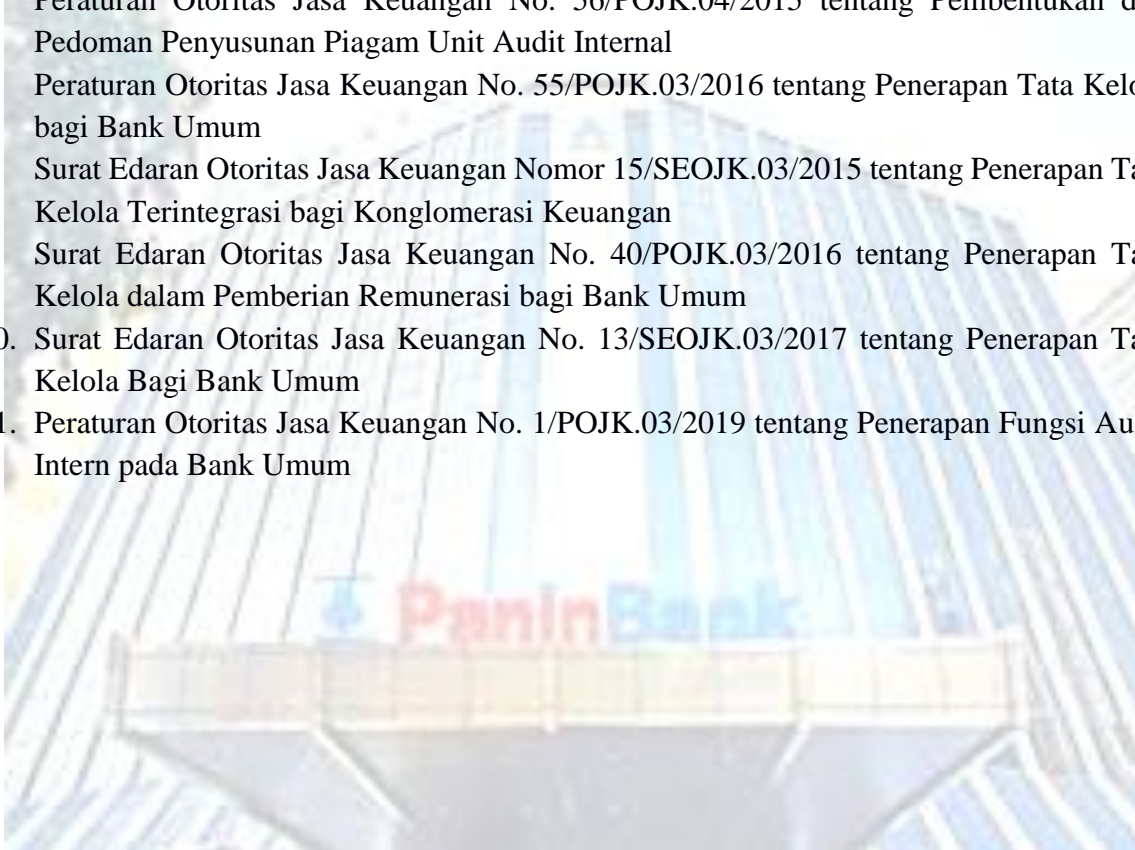 Peraturan Otoritas Jasa Keuangan No. 56/POJK.04/2015 tentang Pembentukan d
Pedoman Penyusunan Piagam Unit Audit Internal
Peraturan Otoritas Jasa Keuangan No. 55/POJK.03/2016 tentang Penerapan Tata Kelo
bagi Bank Umum
Surat Edaran Otoritas Jasa Keuangan Nomor 15/SEOJK.03/2015 tentang Penerapan Ta
Kelola Terintegrasi bagi Konglomerasi Keuangan
Surat Edaran Otoritas Jasa Keuangan No. 40/POJK.03/2016 tentang Penerapan Ta
Kelola dalam Pemberian Remunerasi bagi Bank Umum
0. Surat Edaran Otoritas Jasa Keuangan No. 13/SEOJK.03/2017 tentang Penerapan Ta
Kelola Bagi Bank Umum
1. Peraturan Otoritas Jasa Keuangan No. 1/POJK.03/2019 tentang Penerapan Fungsi Au
Intern pada Bank Umum
PaninBank